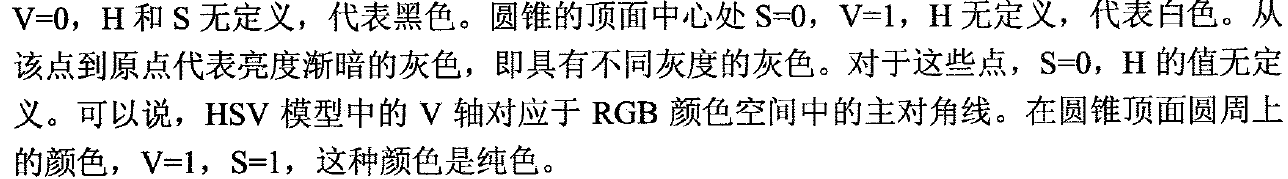 V=0，H 和 S 无定义，代表黑色。圆锥的顶面中心处 S=0，V=1，H 无定义，代表白色。从
该点到原点代表亮度渐暗的灰色，即具有不同灰度的灰色。对于这些点，S=0，H 的值无定
义。可以说，HSV 模型中的 V 轴对应于 RGB 颜色空间中的主对角线。在圆锥顶面圆周上
的颜色，V=1，S=1，这种颜色是纯色。